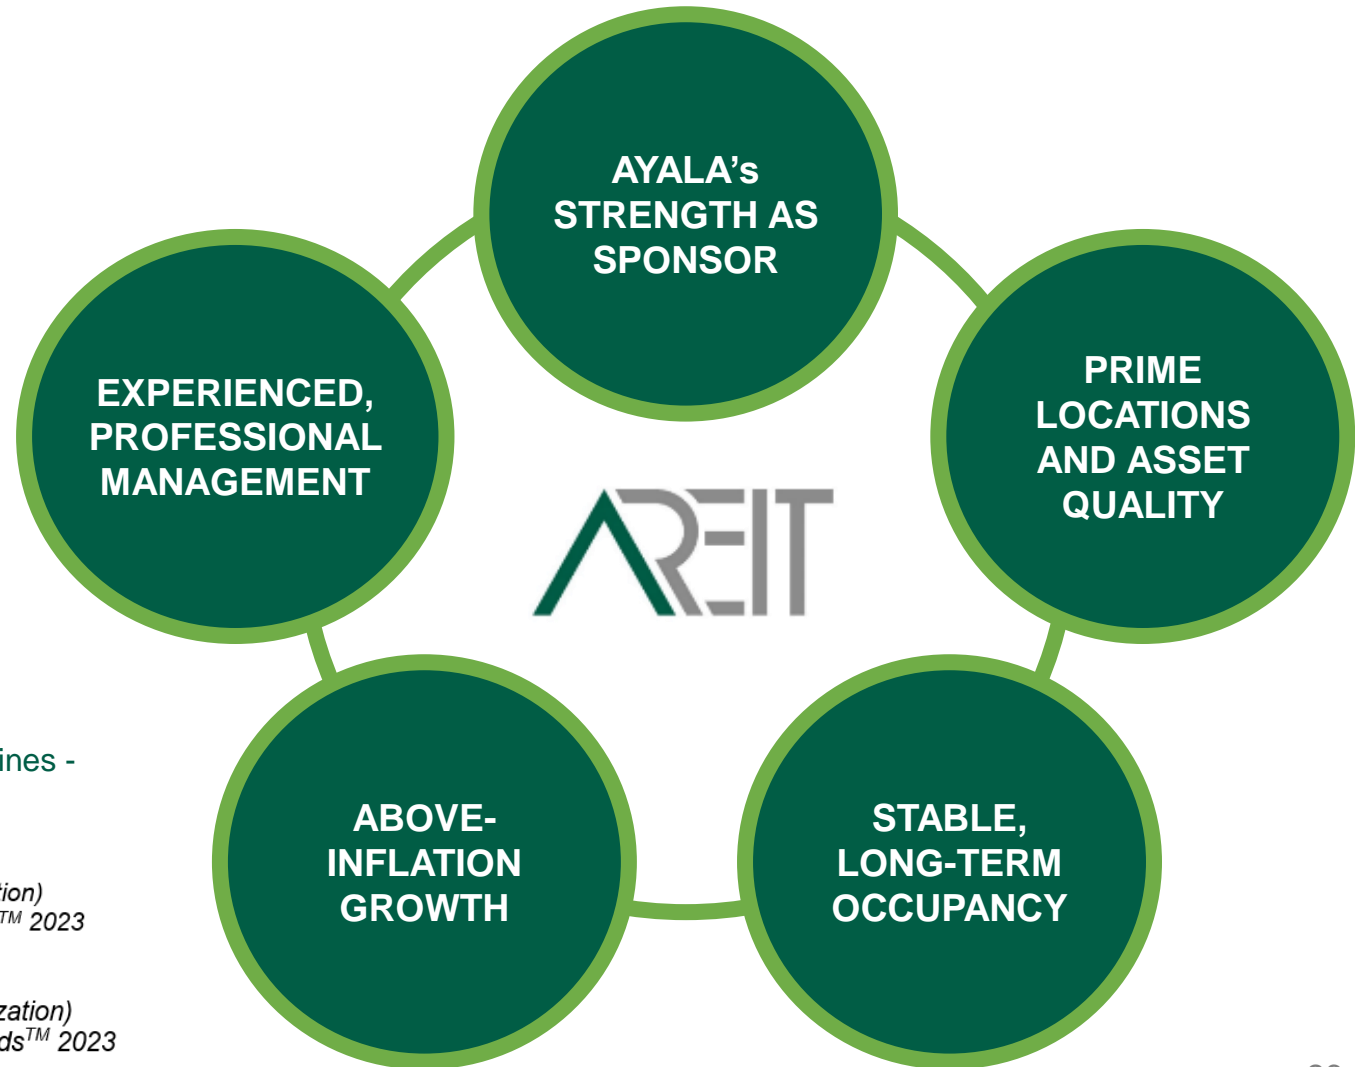 AYALA's
STRENGTH AS
SPONSOR
PRIME
LOCATIONS
AND ASSET
QUALITY
EXPERIENCED,
PROFESSIONAL
MANAGEMENT
AREIT
ABOVE-
INFLATION
GROWTH
STABLE,
LONG-TERM
OCCUPANCY
ines -
tion)
TM 2023
zation)
ds™ 2023